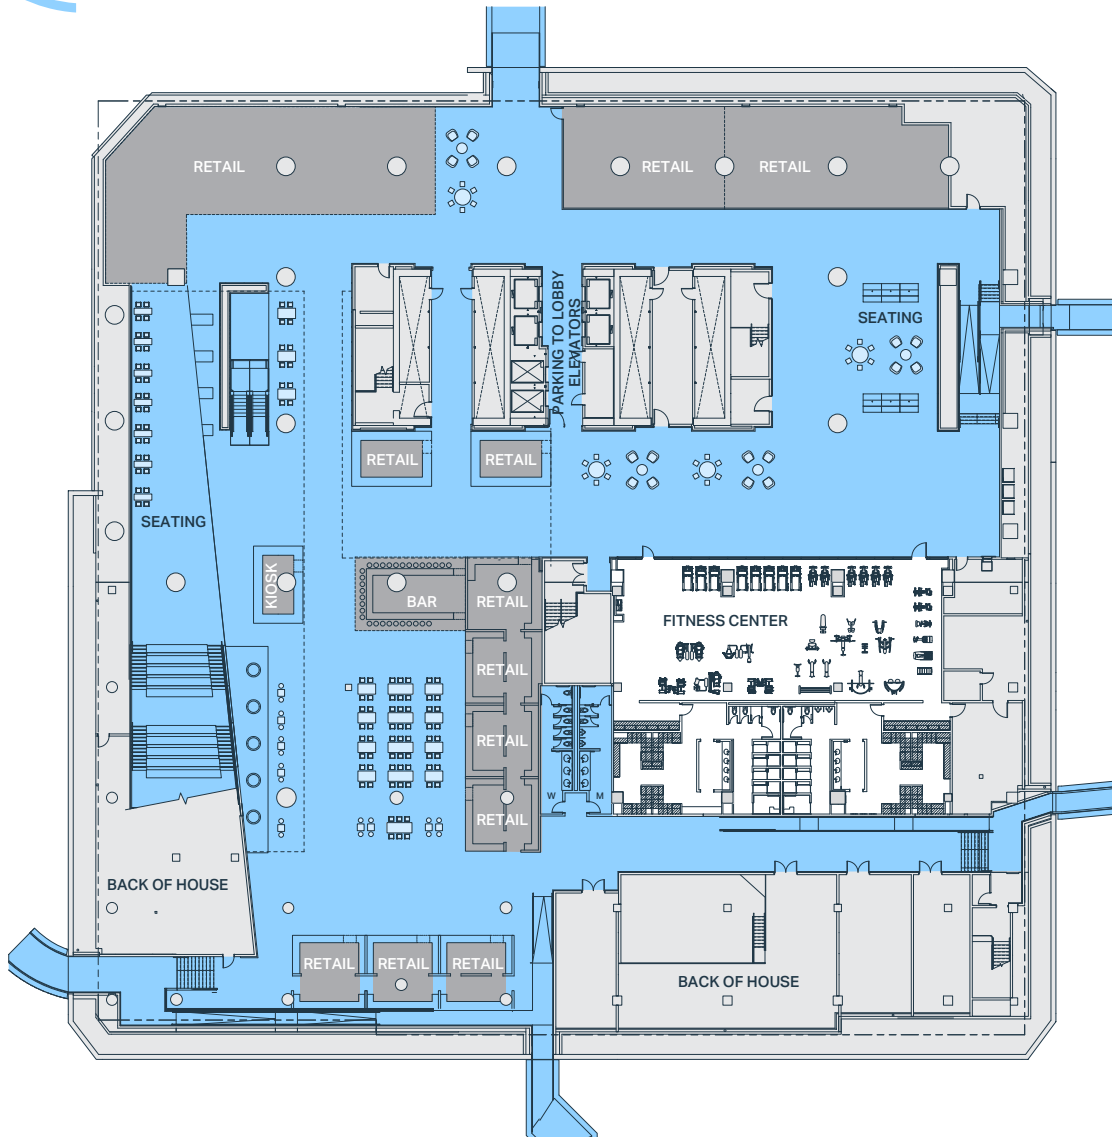 RETAIL
RETAIL
RETAIL
PARKING TO LOBBY
ELEVATORS
SEATING
RETAIL
RETAIL
SEATING
KIOSK
BAR
RETAIL
FITNESS CENTER
RETAIL
RETAIL
W
M
RETAIL
BACK OF HOUSE
RETAIL
RETAIL
RETAIL
BACK OF HOUSE